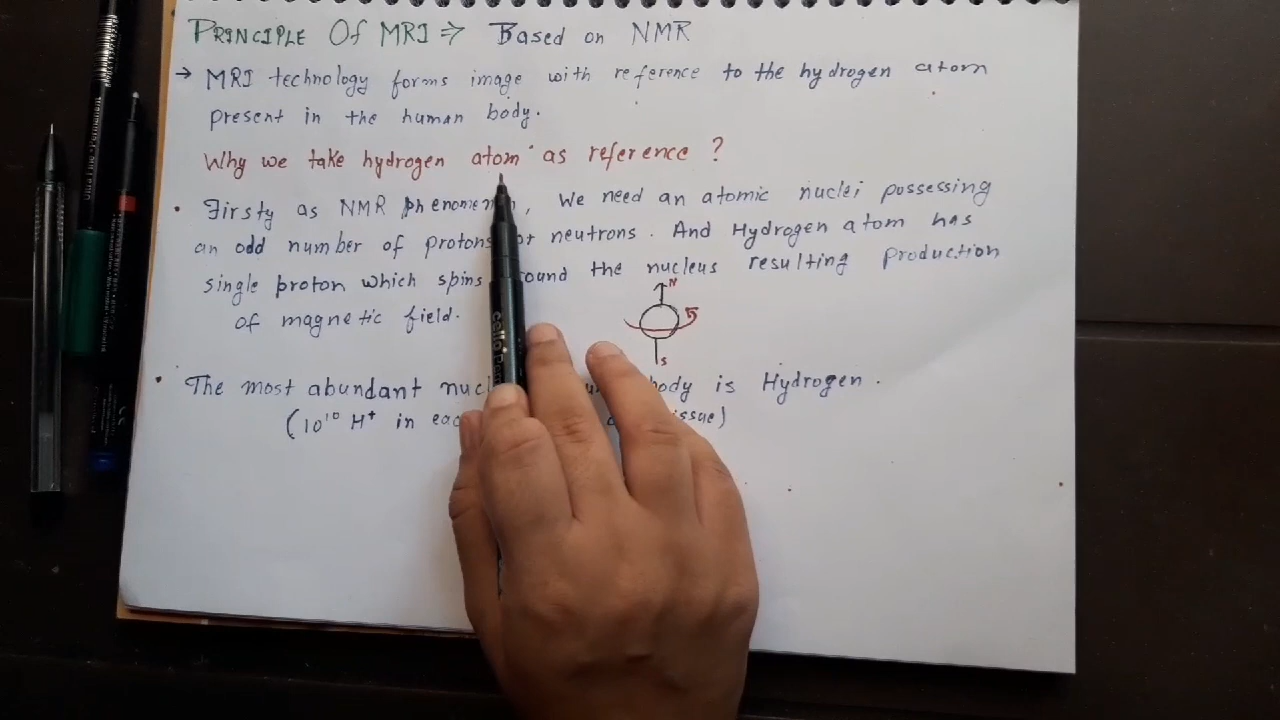 PRINCIPLE OF MRI ⇒ Based on NMR
→ MRI technology forms image with reference to the hydrogen atom
present in the human body.
Why we take hydrogen atom as reference ?
• Firsty as NMR phenomen, We need an atomic nuclei possessing
an odd number of protons or neutrons. And Hydrogen atom has
single proton which spins round the nucleus resulting production
of magnetic field.
N
S
• The most abundant body is Hydrogen.
(10¹⁰ H⁺ in
cello